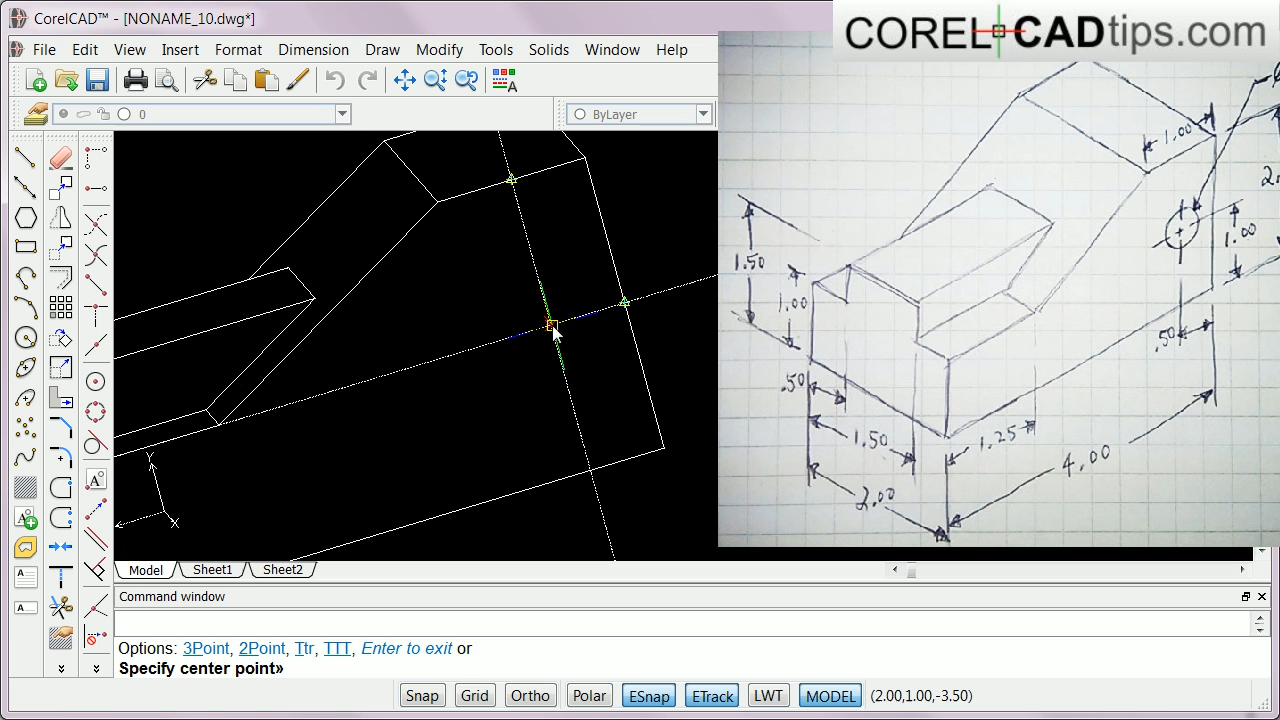 CorelCAD™ - [NONAME_10.dwg*]
COREL CADtips.com
File Edit View Insert Format Dimension Draw Modify Tools Solids Window Help
0
ByLayer
1.00
1.50
1.00
1.00
.50
.50
1.50
1.25
4.00
2.00
Y
X
Model Sheet1 Sheet2
Command window
Options: 3Point, 2Point, Ttr, TTT, Enter to exit or
Specify center point»
Snap Grid Ortho Polar ESnap ETrack LWT MODEL (2.00,1.00,-3.50)